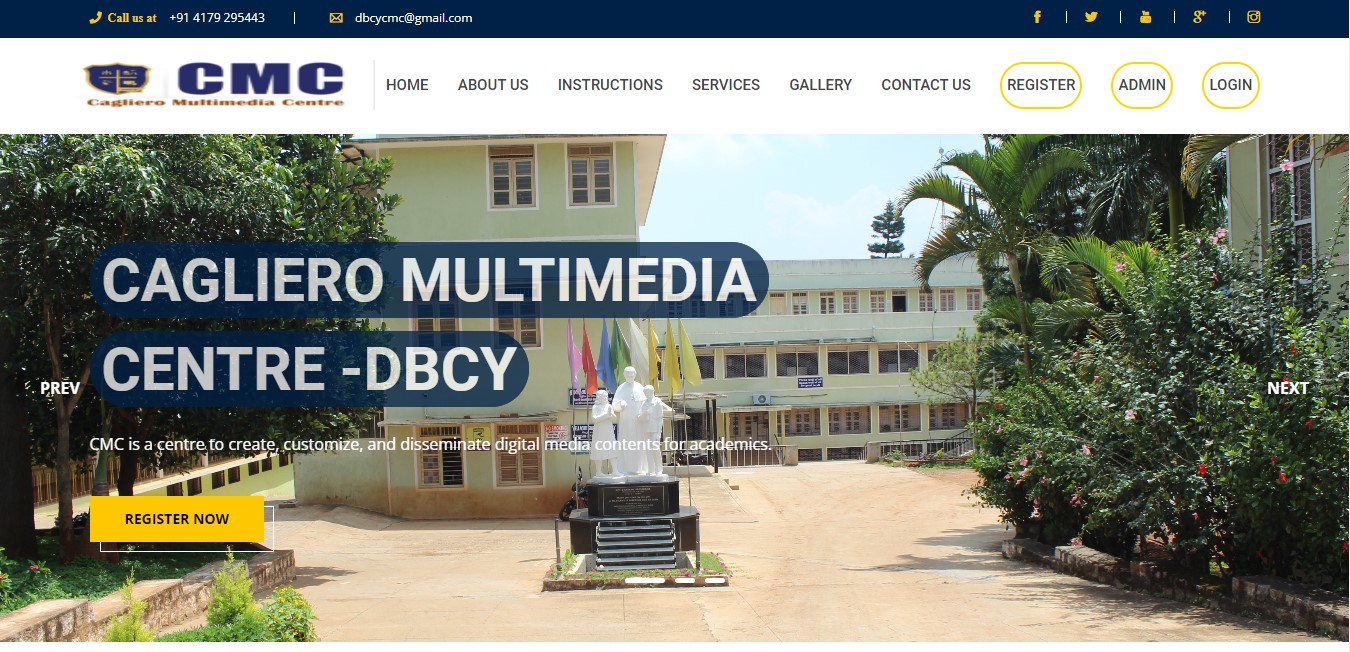 Call us at +91 4179 295443 dbcycmc@gmail.com
CMC
Cagliero Multimedia Centre
HOME ABOUT US INSTRUCTIONS SERVICES GALLERY CONTACT US REGISTER ADMIN LOGIN
CAGLIERO MULTIMEDIA
CENTRE -DBCY
PREV
NEXT
CMC is a centre to create, customize, and disseminate digital media contents for academics.
REGISTER NOW